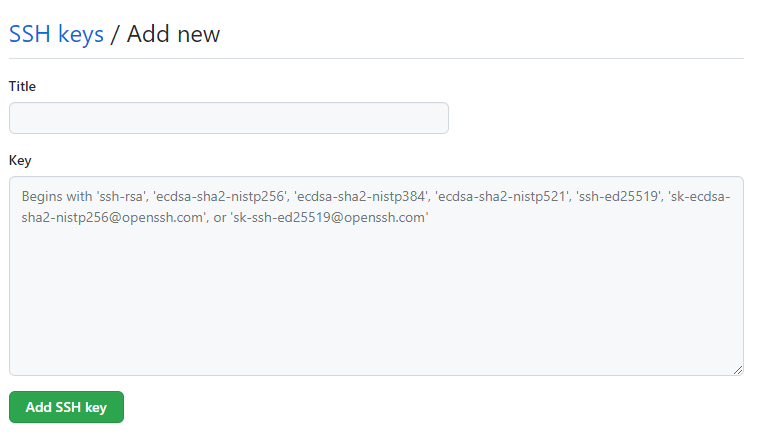 SSH keys / Add new
Title
Key
Begins with 'ssh-rsa', 'ecdsa-sha2-nistp256', 'ecdsa-sha2-nistp384', 'ecdsa-sha2-nistp521', 'ssh-ed25519', 'sk-ecdsa-
sha2-nistp256@openssh.com', or 'sk-ssh-ed25519@openssh.com'
Add SSH key